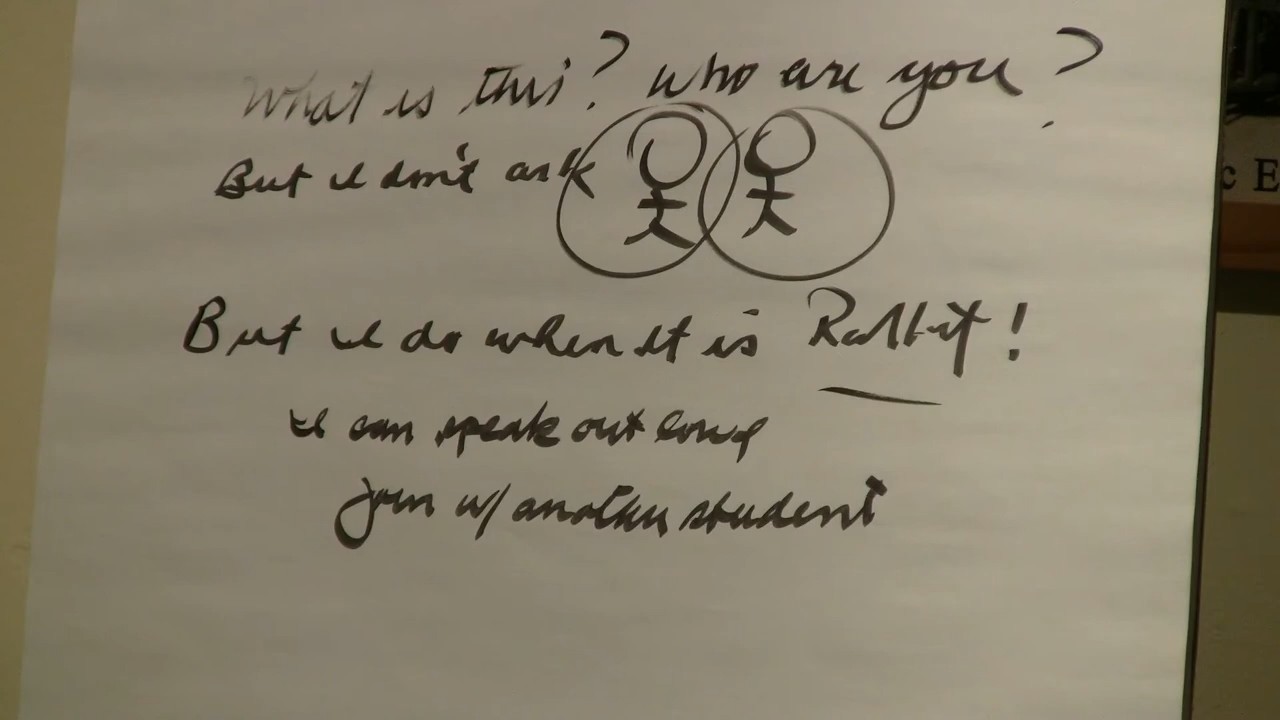 What is this? who are you?
But I don't ask
But I do when it is Rabbit!
I can speak out loud
Join w/ another student
c E